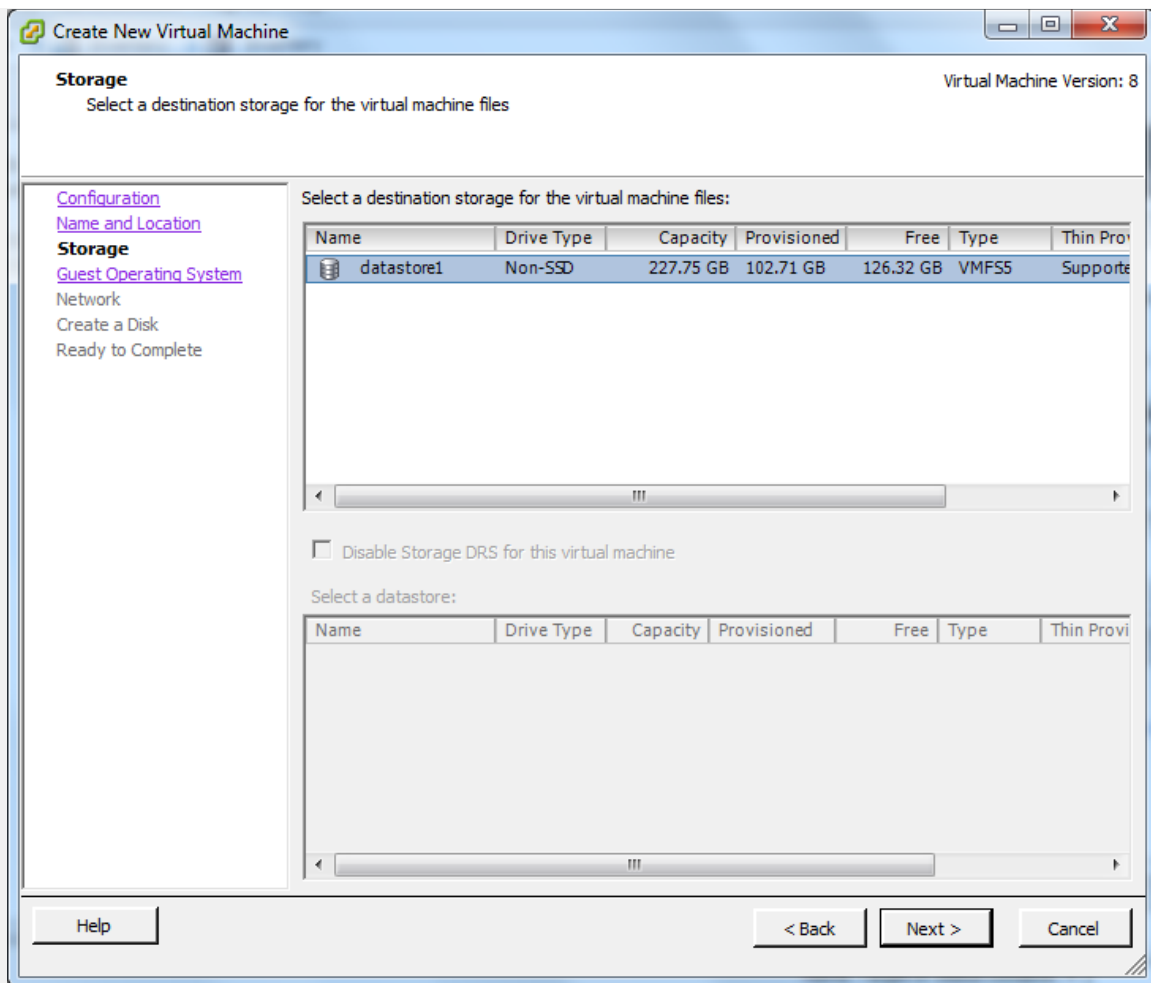 Create New Virtual Machine
Storage
Select a destination storage for the virtual machine files
Virtual Machine Version: 8
Configuration
Name and Location
Storage
Guest Operating System
Network
Create a Disk
Ready to Complete
Select a destination storage for the virtual machine files:
Name Drive Type Capacity Provisioned Free Type Thin Prov
datastore1 Non-SSD 227.75 GB 102.71 GB 126.32 GB VMFS5 Supporte
Disable Storage DRS for this virtual machine
Select a datastore:
Name Drive Type Capacity Provisioned Free Type Thin Provi
Help < Back Next > Cancel